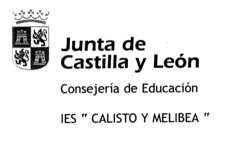 Junta de
Castilla y León
Consejería de Educación
IES " CALISTO Y MELIBEA "